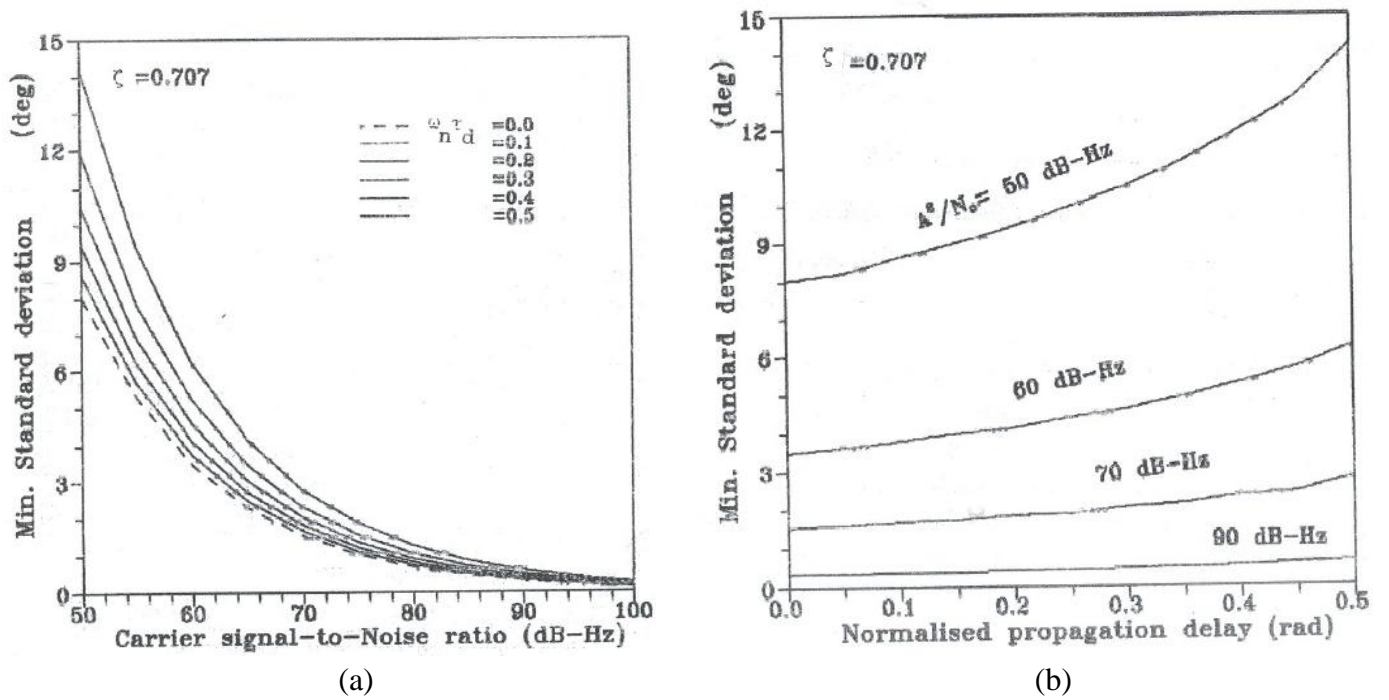 15
12
9
6
3
0
Min. Standard deviation (deg)
ζ =0.707
ω n τ d =0.0
=0.1
=0.2
=0.3
=0.4
=0.5
50 60 70 80 90 100
Carrier signal-to-Noise ratio (dB-Hz)
(a)
15
12
9
6
3
0
Min. Standard deviation (deg)
ζ =0.707
A²/N₀= 50 dB-Hz
60 dB-Hz
70 dB-Hz
90 dB-Hz
0.0 0.1 0.2 0.3 0.4 0.5
Normalised propagation delay (rad)
(b)